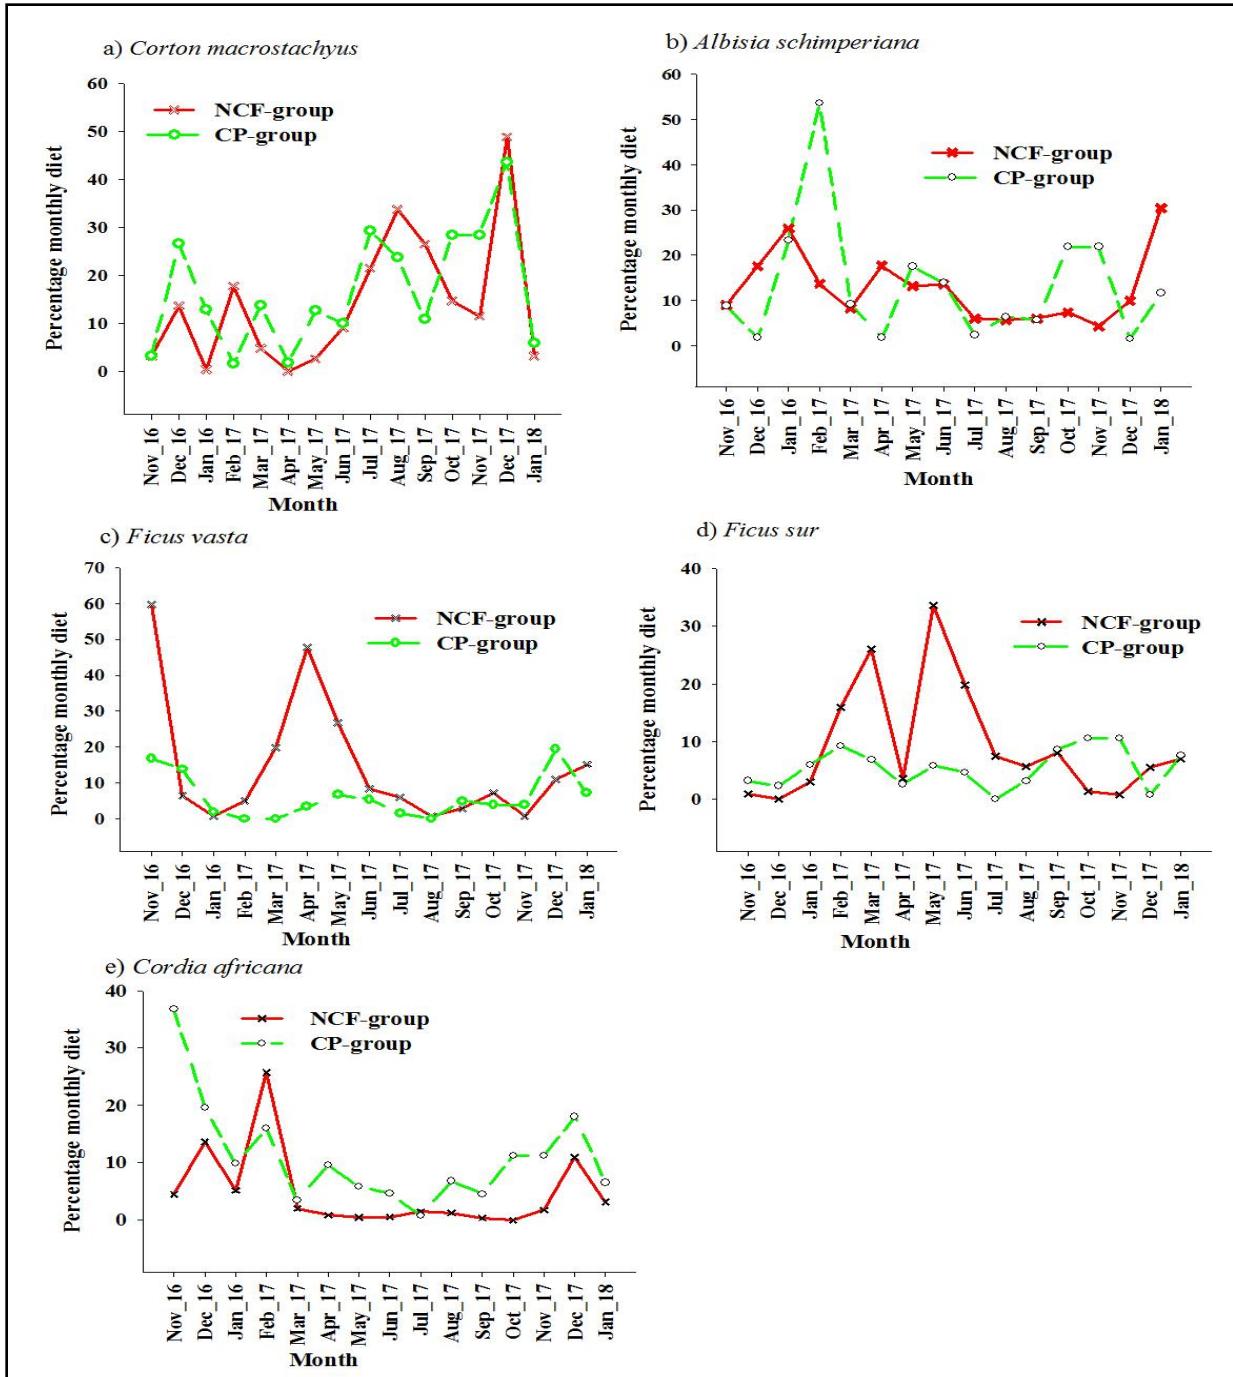 a) Corton macrostachyus
60
50
40
30
20
10
0
Percentage monthly diet
NCF-group
CP-group
Nov_16
Dec_16
Jan_16
Feb_17
Mar_17
Apr_17
May_17
Jun_17
Jul_17
Aug_17
Sep_17
Oct_17
Nov_17
Dec_17
Jan_18
Month
b) Albisia schimperiana
60
50
40
30
20
10
0
Percentage monthly diet
NCF-group
CP-group
Nov_16
Dec_16
Jan_16
Feb_17
Mar_17
Apr_17
May_17
Jun_17
Jul_17
Aug_17
Sep_17
Oct_17
Nov_17
Dec_17
Jan_18
Month
c) Ficus vasta
70
60
50
40
30
20
10
0
Percentage monthly diet
NCF-group
CP-group
Nov_16
Dec_16
Jan_16
Feb_17
Mar_17
Apr_17
May_17
Jun_17
Jul_17
Aug_17
Sep_17
Oct_17
Nov_17
Dec_17
Jan_18
Month
d) Ficus sur
40
30
20
10
0
Percentage monthly diet
NCF-group
CP-group
Nov_16
Dec_16
Jan_16
Feb_17
Mar_17
Apr_17
May_17
Jun_17
Jul_17
Aug_17
Sep_17
Oct_17
Nov_17
Dec_17
Jan_18
Month
e) Cordia africana
40
30
20
10
0
Percentage monthly diet
NCF-group
CP-group
Nov_16
Dec_16
Jan_16
Feb_17
Mar_17
Apr_17
May_17
Jun_17
Jul_17
Aug_17
Sep_17
Oct_17
Nov_17
Dec_17
Jan_18
Month